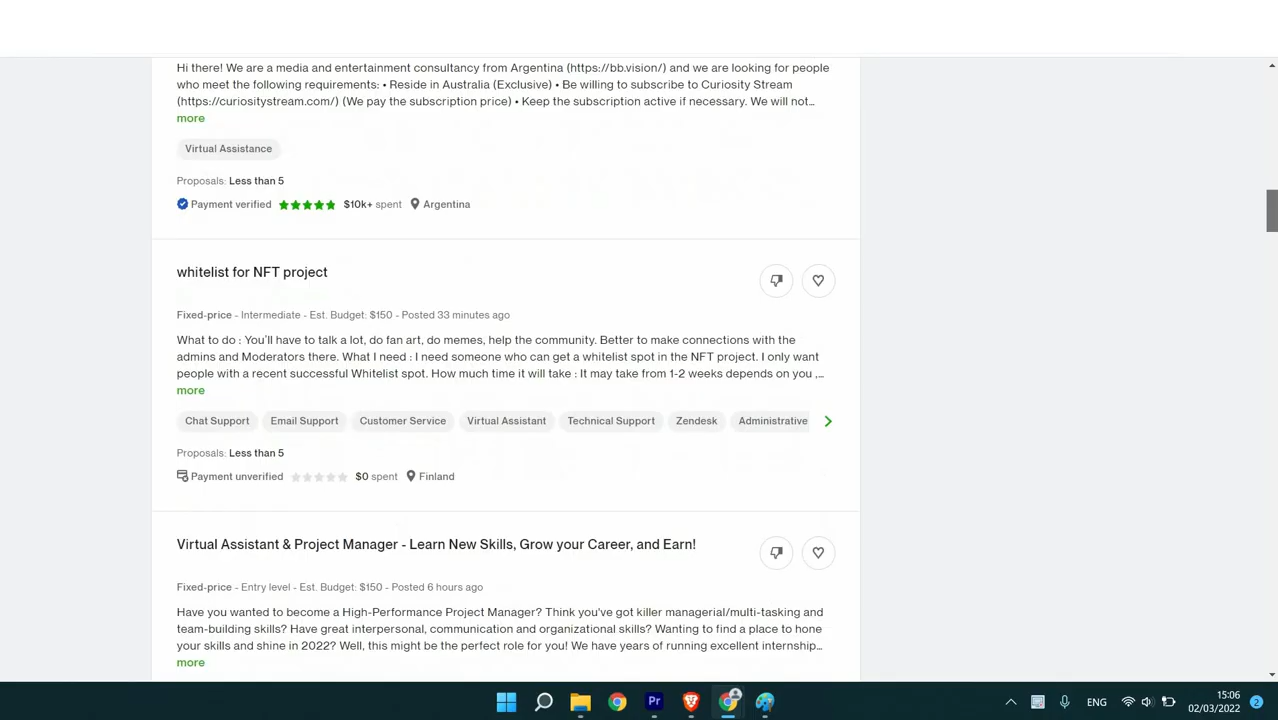 Hi there! We are a media and entertainment consultancy from Argentina (https://bb.vision/) and we are looking for people
who meet the following requirements: • Reside in Australia (Exclusive) • Be willing to subscribe to Curiosity Stream
(https://curiositystream.com/) (We pay the subscription price) • Keep the subscription active if necessary. We will not...
more
Virtual Assistance
Proposals: Less than 5
Payment verified $10k+ spent Argentina
whitelist for NFT project
Fixed-price - Intermediate - Est. Budget: $150 - Posted 33 minutes ago
What to do : You'll have to talk a lot, do fan art, do memes, help the community. Better to make connections with the
admins and Moderators there. What I need : I need someone who can get a whitelist spot in the NFT project. I only want
people with a recent successful Whitelist spot. How much time it will take : It may take from 1-2 weeks depends on you ,...
more
Chat Support Email Support Customer Service Virtual Assistant Technical Support Zendesk Administrative
Proposals: Less than 5
Payment unverified $0 spent Finland
Virtual Assistant & Project Manager - Learn New Skills, Grow your Career, and Earn!
Fixed-price - Entry level - Est. Budget: $150 - Posted 6 hours ago
Have you wanted to become a High-Performance Project Manager? Think you've got killer managerial/multi-tasking and
team-building skills? Have great interpersonal, communication and organizational skills? Wanting to find a place to hone
your skills and shine in 2022? Well, this might be the perfect role for you! We have years of running excellent internship...
more
Pr
ENG
15:06
02/03/2022
2